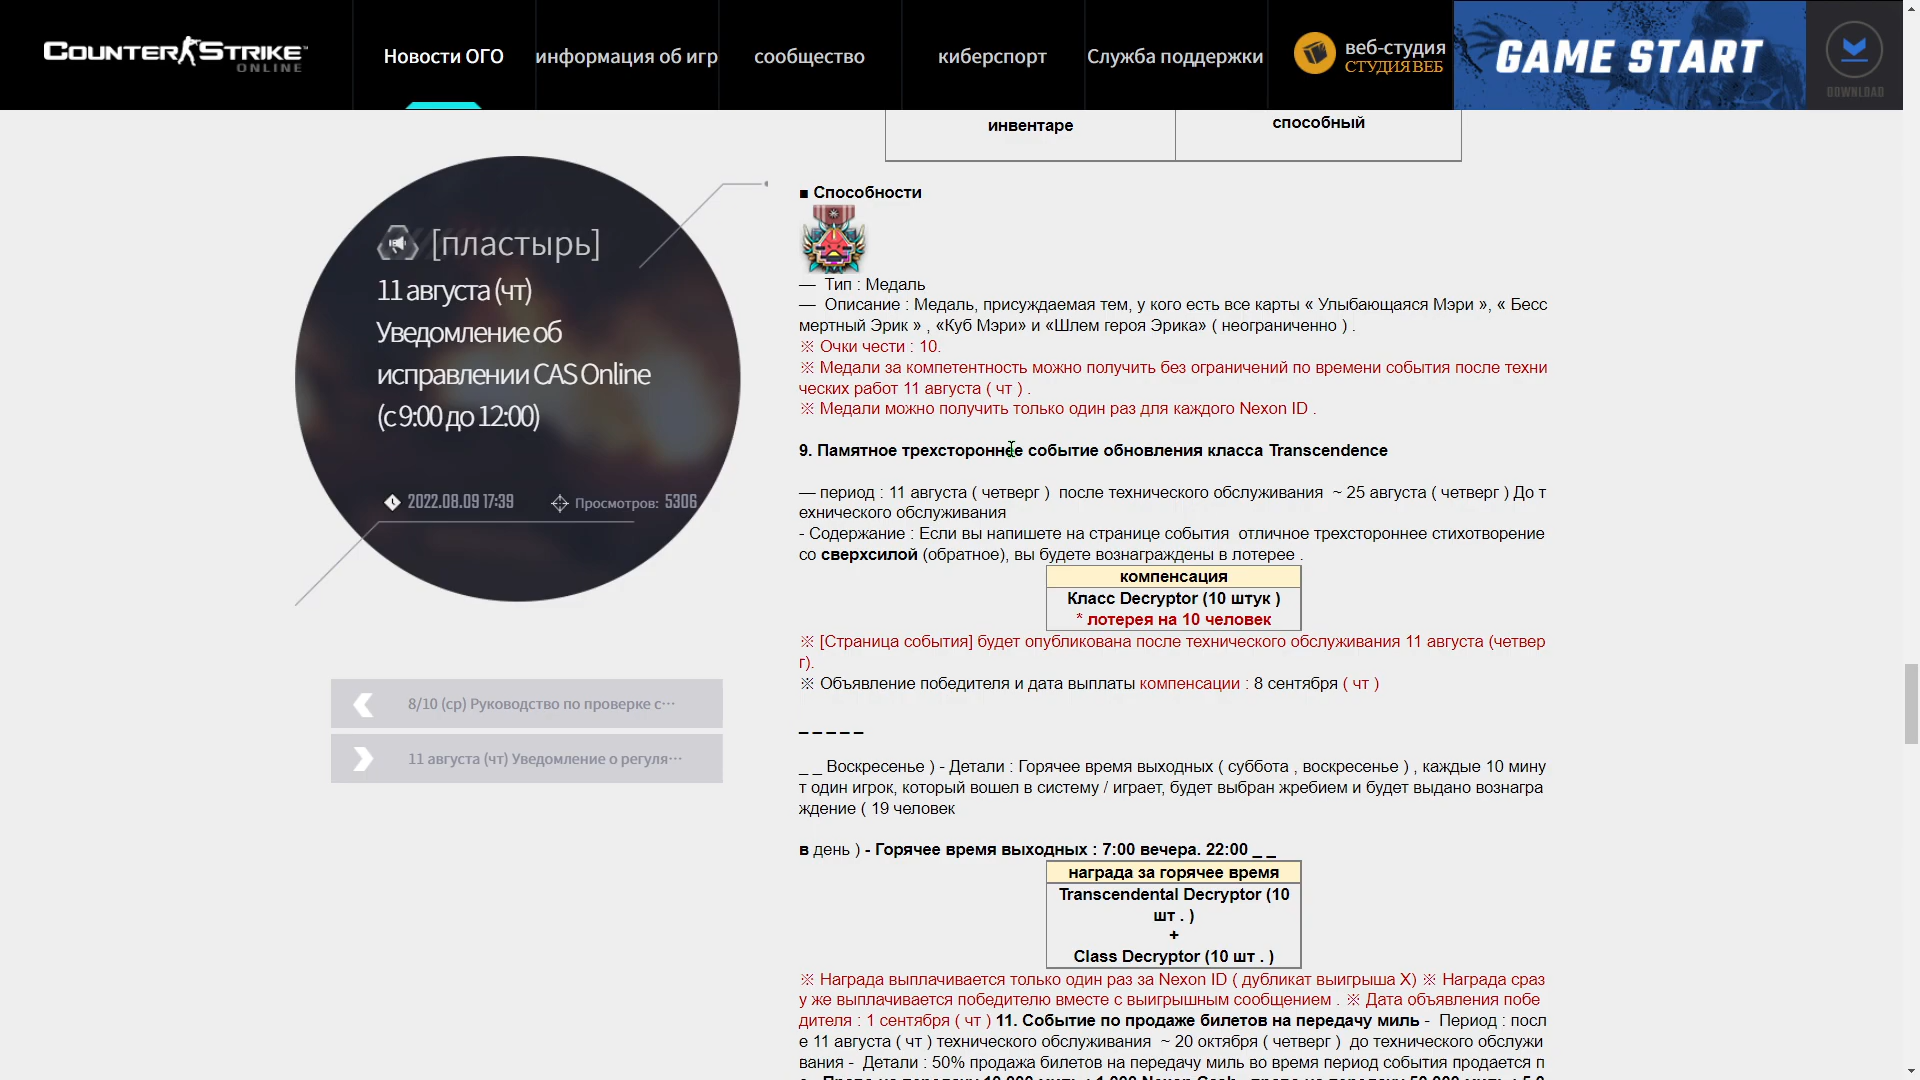 COUNTER STRIKE
ONLINE
Новости ОГО
информация об игр
сообщество
киберспорт
Служба поддержки
веб-студия
СТУДИЯВЕБ
GAME START
DOWNLOAD
[пластырь]
11 августа (чт)
Уведомление об
исправлении CAS Online
(с 9:00 до 12:00)
2022.08.09 17:39
Просмотров: 5306
8/10 (ср) Руководство по проверке с···
11 августа (чт) Уведомление о регуля···
инвентаре
способный
■ Способности
— Тип : Медаль
— Описание : Медаль, присуждаемая тем, у кого есть все карты « Улыбающаяся Мэри », « Бесс
мертный Эрик » , «Куб Мэри» и «Шлем героя Эрика» ( неограниченно ) .
※ Очки чести : 10.
※ Медали за компетентность можно получить без ограничений по времени события после техни
ческих работ 11 августа ( чт ) .
※ Медали можно получить только один раз для каждого Nexon ID .
9. Памятное трехстороннее событие обновления класса Transcendence
— период : 11 августа ( четверг ) после технического обслуживания ~ 25 августа ( четверг ) До т
ехнического обслуживания
- Содержание : Если вы напишете на странице события отличное трехстороннее стихотворение
со сверхсилой (обратное), вы будете вознаграждены в лотерее .
компенсация
Класс Decryptor (10 штук )
* лотерея на 10 человек
※ [Страница события] будет опубликована после технического обслуживания 11 августа (четвер
г).
※ Объявление победителя и дата выплаты компенсации : 8 сентября ( чт )
_ _ _ _ _
_ _ Воскресенье ) - Детали : Горячее время выходных ( суббота , воскресенье ) , каждые 10 мину
т один игрок, который вошел в систему / играет, будет выбран жребием и будет выдано вознагра
ждение ( 19 человек
в день ) - Горячее время выходных : 7:00 вечера. 22:00 _ _
награда за горячее время
Transcendental Decryptor (10
шт . )
+
Class Decryptor (10 шт . )
※ Награда выплачивается только один раз за Nexon ID ( дубликат выигрыша X) ※ Награда сраз
у же выплачивается победителю вместе с выигрышным сообщением . ※ Дата объявления побе
дителя : 1 сентября ( чт ) 11. Событие по продаже билетов на передачу миль - Период : посл
е 11 августа ( чт ) технического обслуживания ~ 20 октября ( четверг ) до технического обслужи
вания - Детали : 50% продажа билетов на передачу миль во время период события продается п